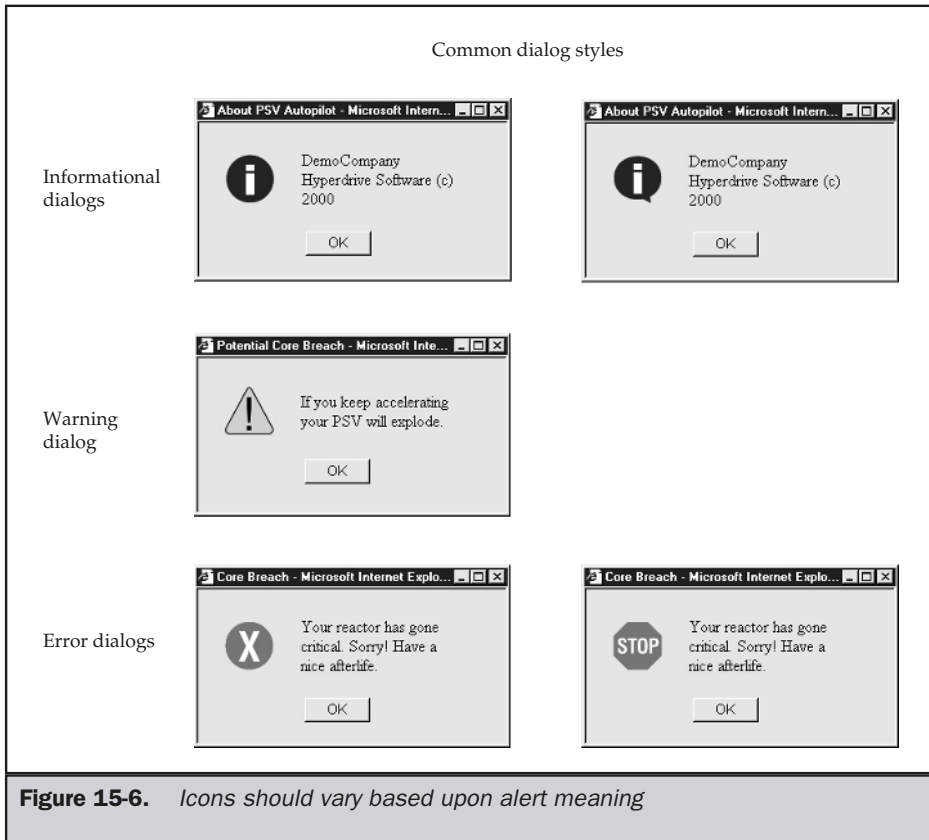 Common dialog styles
About PSV Autopilot - Microsoft Intern...
About PSV Autopilot - Microsoft Intern...
Informational
dialogs
i
DemoCompany
Hyperdrive Software (c)
2000
OK
i
DemoCompany
Hyperdrive Software (c)
2000
OK
Potential Core Breach - Microsoft Inte...
Warning
dialog
!
If you keep accelerating
your PSV will explode.
OK
Core Breach - Microsoft Internet Explo...
Core Breach - Microsoft Internet Explo...
Error dialogs
X
Your reactor has gone
critical. Sorry! Have a
nice afterlife.
OK
STOP
Your reactor has gone
critical. Sorry! Have a
nice afterlife.
OK
Figure 15-6. Icons should vary based upon alert meaning